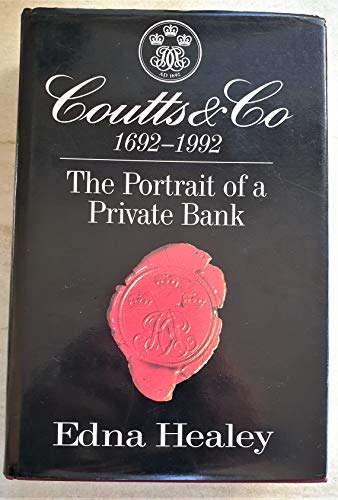 AD 1692
Coutts & Co
1692–1992
The Portrait of a
Private Bank
Edna Healey